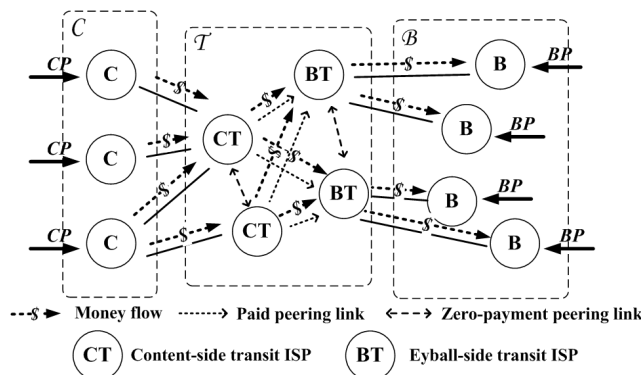 C T B
CP C $ BT $ B BP
$ CT $ B BP
CP C $ $ $
BT $ B BP
CP C $ CT $ $ B BP
$
$ Money flow Paid peering link Zero-payment peering link
CT Content-side transit ISP BT Eyball-side transit ISP